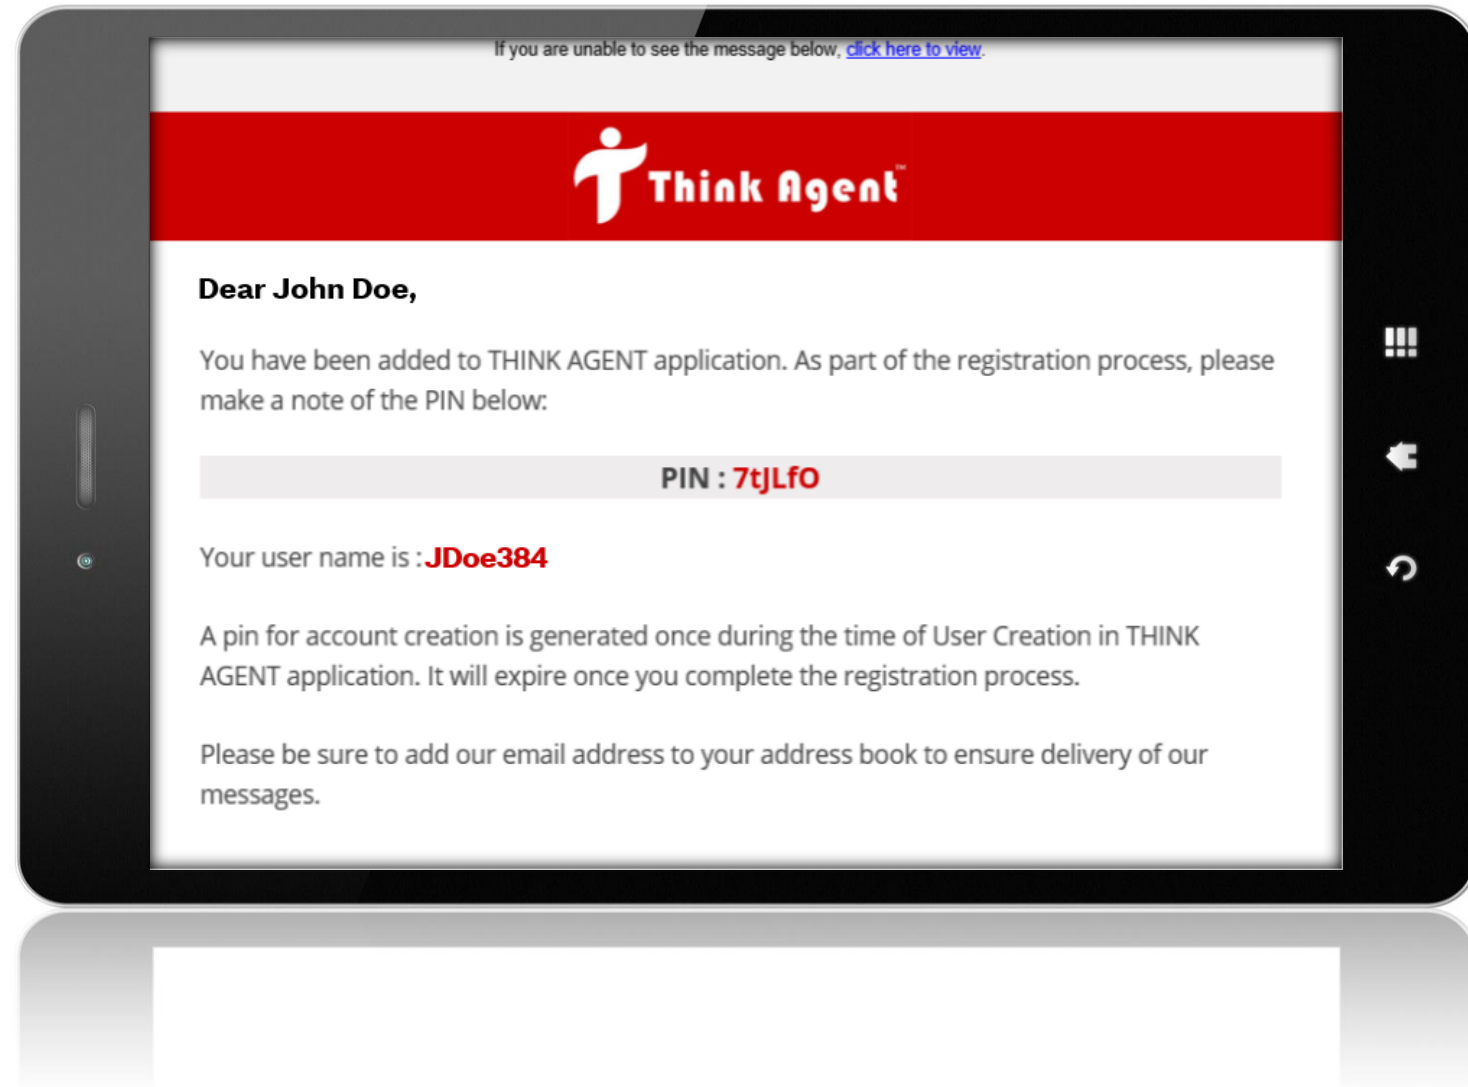 If you are unable to see the message below, click here to view.
Think Agent™
Dear John Doe,
You have been added to THINK AGENT application. As part of the registration process, please
make a note of the PIN below:
PIN : 7tJLfO
Your user name is : JDoe384
A pin for account creation is generated once during the time of User Creation in THINK
AGENT application. It will expire once you complete the registration process.
Please be sure to add our email address to your address book to ensure delivery of our
messages.